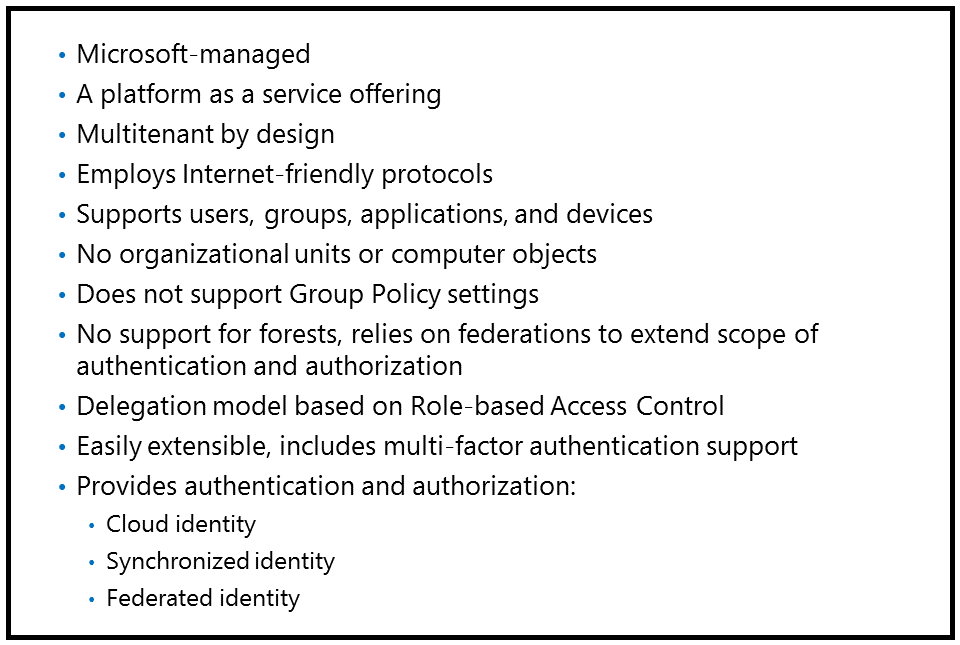 • Microsoft-managed
• A platform as a service offering
• Multitenant by design
• Employs Internet-friendly protocols
• Supports users, groups, applications, and devices
• No organizational units or computer objects
• Does not support Group Policy settings
• No support for forests, relies on federations to extend scope of
authentication and authorization
• Delegation model based on Role-based Access Control
• Easily extensible, includes multi-factor authentication support
• Provides authentication and authorization:
• Cloud identity
• Synchronized identity
• Federated identity